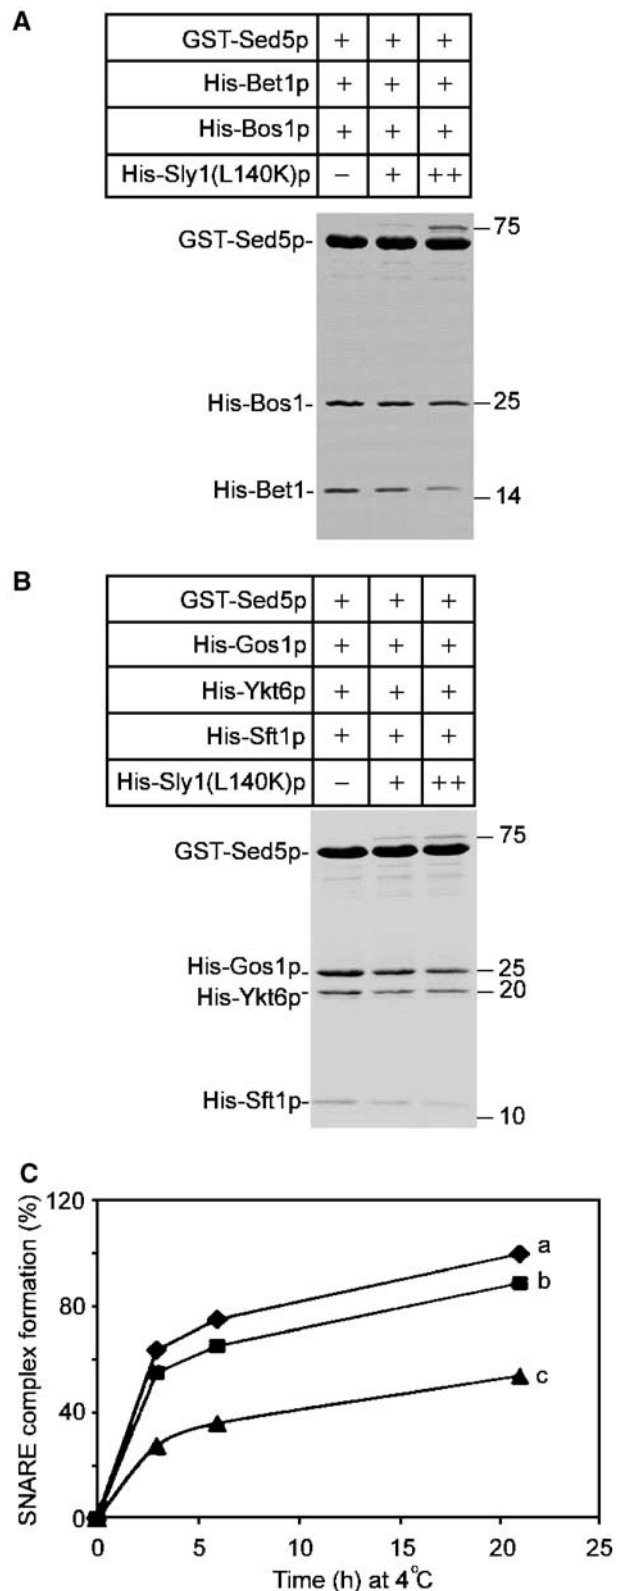 A
GST-Sed5p + + +
His-Bet1p + + +
His-Bos1p + + +
His-Sly1(L140K)p – + ++
GST-Sed5p- 75
His-Bos1- 25
His-Bet1- 14
B
GST-Sed5p + + +
His-Gos1p + + +
His-Ykt6p + + +
His-Sft1p + + +
His-Sly1(L140K)p – + ++
75
GST-Sed5p-
His-Gos1p- 25
His-Ykt6p- 20
His-Sft1p- 10
C
SNARE complex formation (%)
120
80
40
0
a
b
c
0 5 10 15 20 25
Time (h) at 4°C